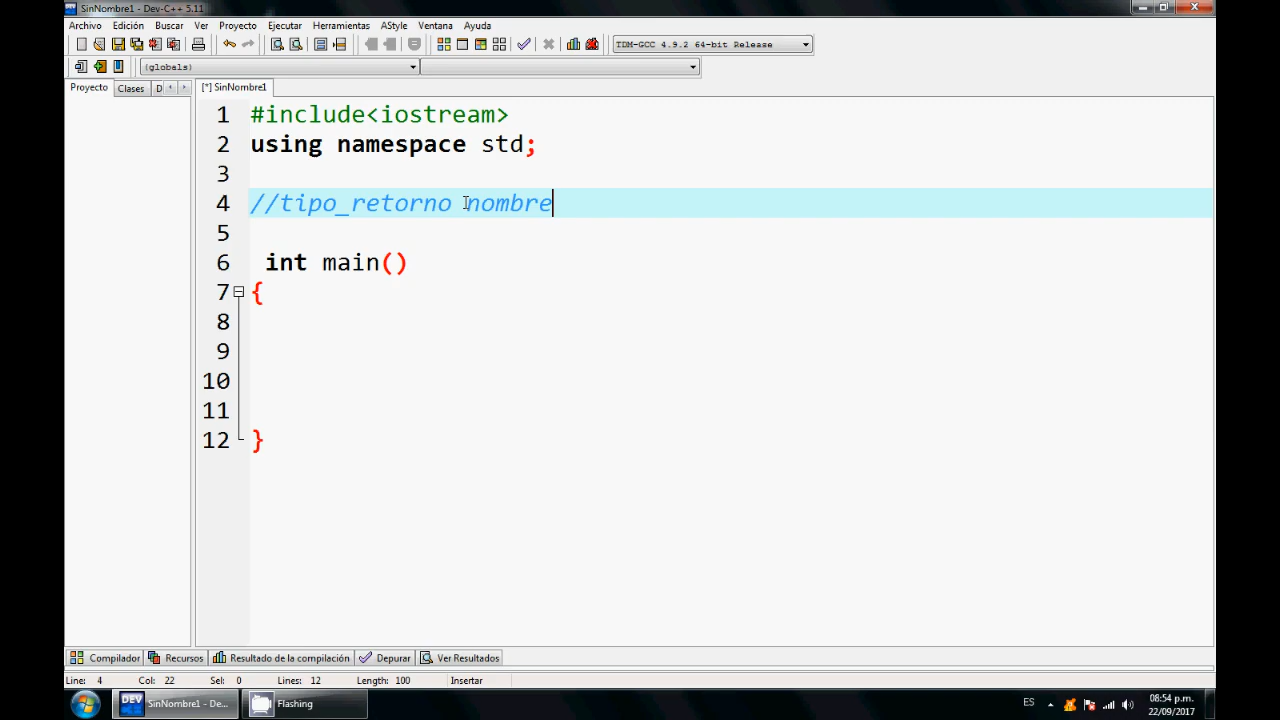 SinNombre1 - Dev-C++ 5.11
Archivo Edición Buscar Ver Proyecto Ejecutar Herramientas AStyle Ventana Ayuda
TDM-GCC 4.9.2 64-bit Release
(globals)
Proyecto Clases D [*] SinNombre1
1 #include<iostream>
2 using namespace std;
3
4 //tipo_retorno nombre
5
6 int main()
7 {
8
9
10
11
12 }
Compilador Recursos Resultado de la compilación Depurar Ver Resultados
Line: 4 Col: 22 Sel: 0 Lines: 12 Length: 100 Insertar
DEV SinNombre1 - De... Flashing ES 08:54 p.m.
22/09/2017